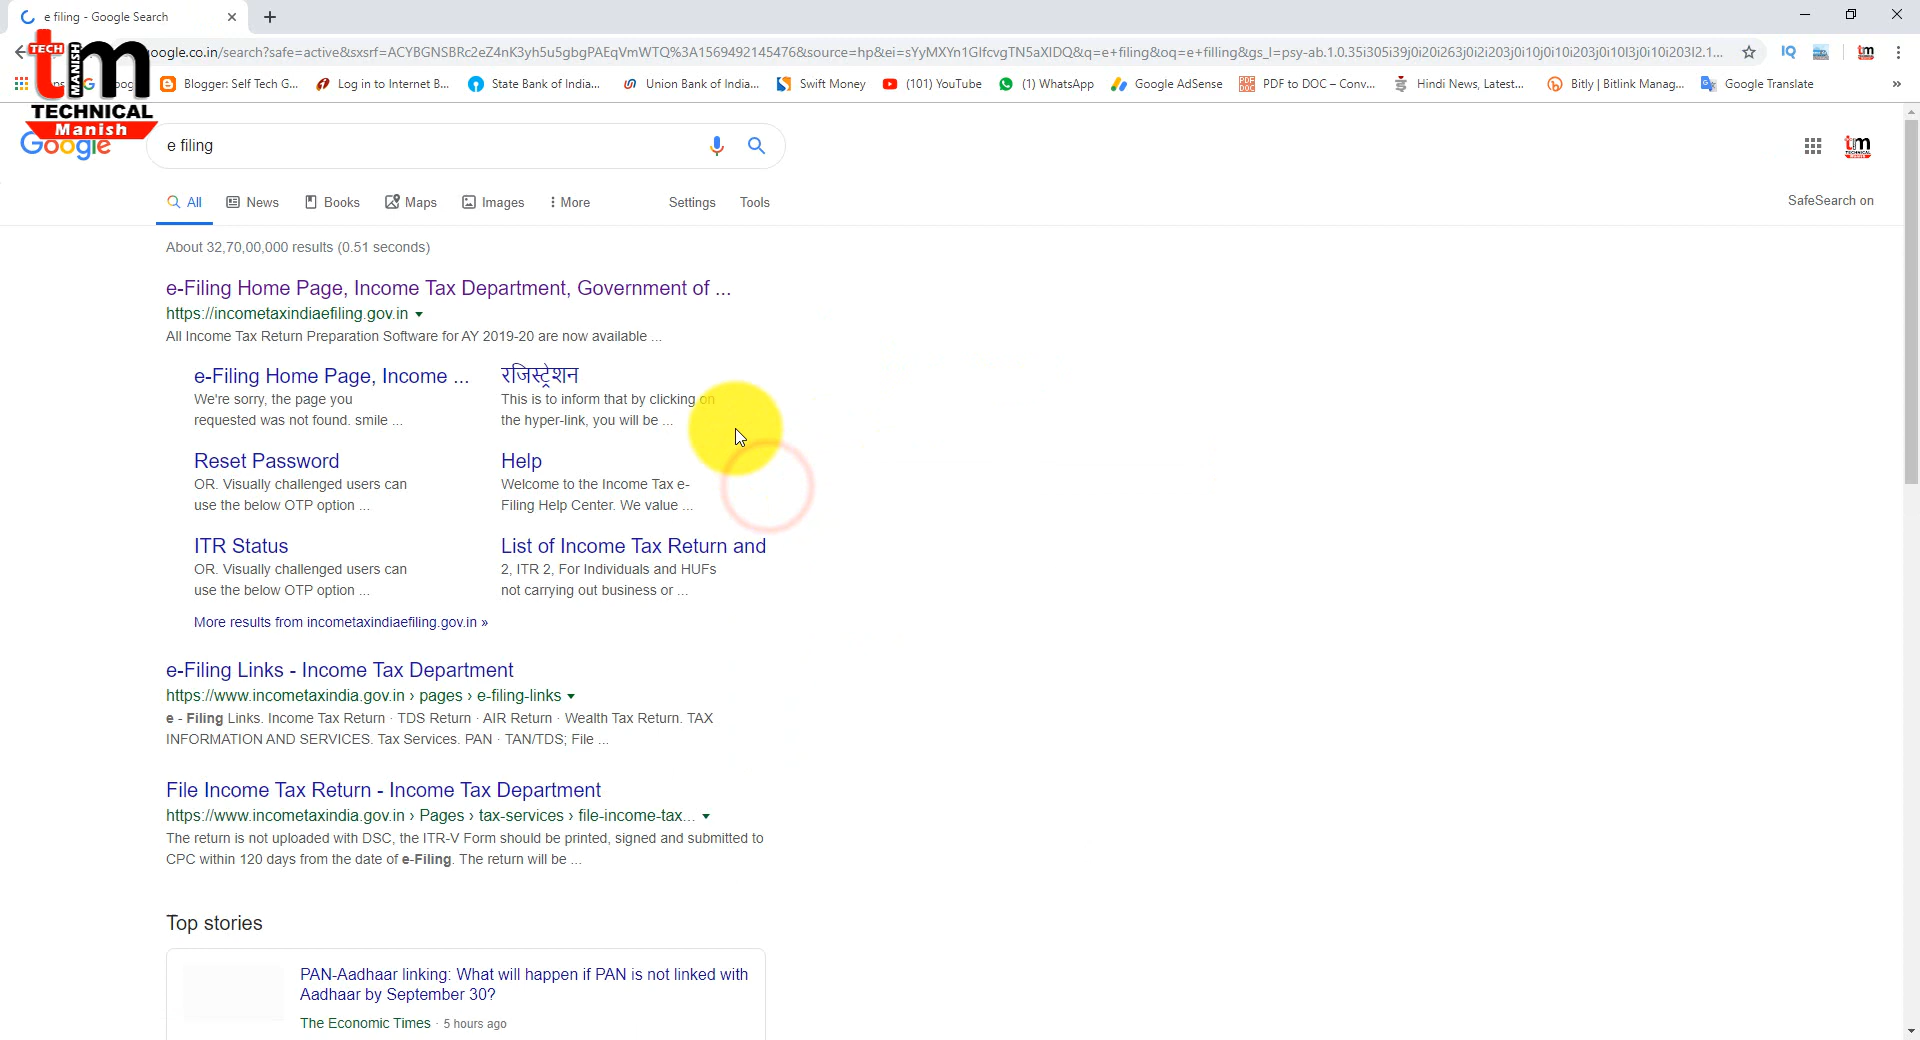 e filing - Google Search
oogle.co.in/search?safe=active&sxsrf=ACYBGNSBRc2eZ4nK3yh5u5gbgPAEqVmWTQ%3A1569492145476&source=hp&ei=sYyMXYn1GIfcvgTN5aXIDQ&q=e+filing&oq=e+filling&gs_l=psy-ab.1.0.35i305i39j0i20i263j0i2i203j0i10j0i10i203j0i10l3j0i10i203l2.1...
Blogger: Self Tech G... Log in to Internet B... State Bank of India... Union Bank of India... Swift Money (101) YouTube (1) WhatsApp Google AdSense PDF to DOC – Conv... Hindi News, Latest... Bitly | Bitlink Manag... Google Translate »
TECH MANISH tm
TECHNICAL
Manish
Google
e filing
All News Books Maps Images More Settings Tools SafeSearch on
About 32,70,00,000 results (0.51 seconds)
e-Filing Home Page, Income Tax Department, Government of ...
https://incometaxindiaefiling.gov.in
All Income Tax Return Preparation Software for AY 2019-20 are now available ...
e-Filing Home Page, Income ...
We're sorry, the page you
requested was not found. smile ...
रजिस्ट्रेशन
This is to inform that by clicking on
the hyper-link, you will be ...
Reset Password
OR. Visually challenged users can
use the below OTP option ...
Help
Welcome to the Income Tax e-
Filing Help Center. We value ...
ITR Status
OR. Visually challenged users can
use the below OTP option ...
List of Income Tax Return and
2, ITR 2, For Individuals and HUFs
not carrying out business or ...
More results from incometaxindiaefiling.gov.in »
e-Filing Links - Income Tax Department
https://www.incometaxindia.gov.in › pages › e-filing-links
e - Filing Links. Income Tax Return · TDS Return · AIR Return · Wealth Tax Return. TAX
INFORMATION AND SERVICES. Tax Services. PAN · TAN/TDS; File ...
File Income Tax Return - Income Tax Department
https://www.incometaxindia.gov.in › Pages › tax-services › file-income-tax...
The return is not uploaded with DSC, the ITR-V Form should be printed, signed and submitted to
CPC within 120 days from the date of e-Filing. The return will be ...
Top stories
PAN-Aadhaar linking: What will happen if PAN is not linked with
Aadhaar by September 30?
The Economic Times · 5 hours ago